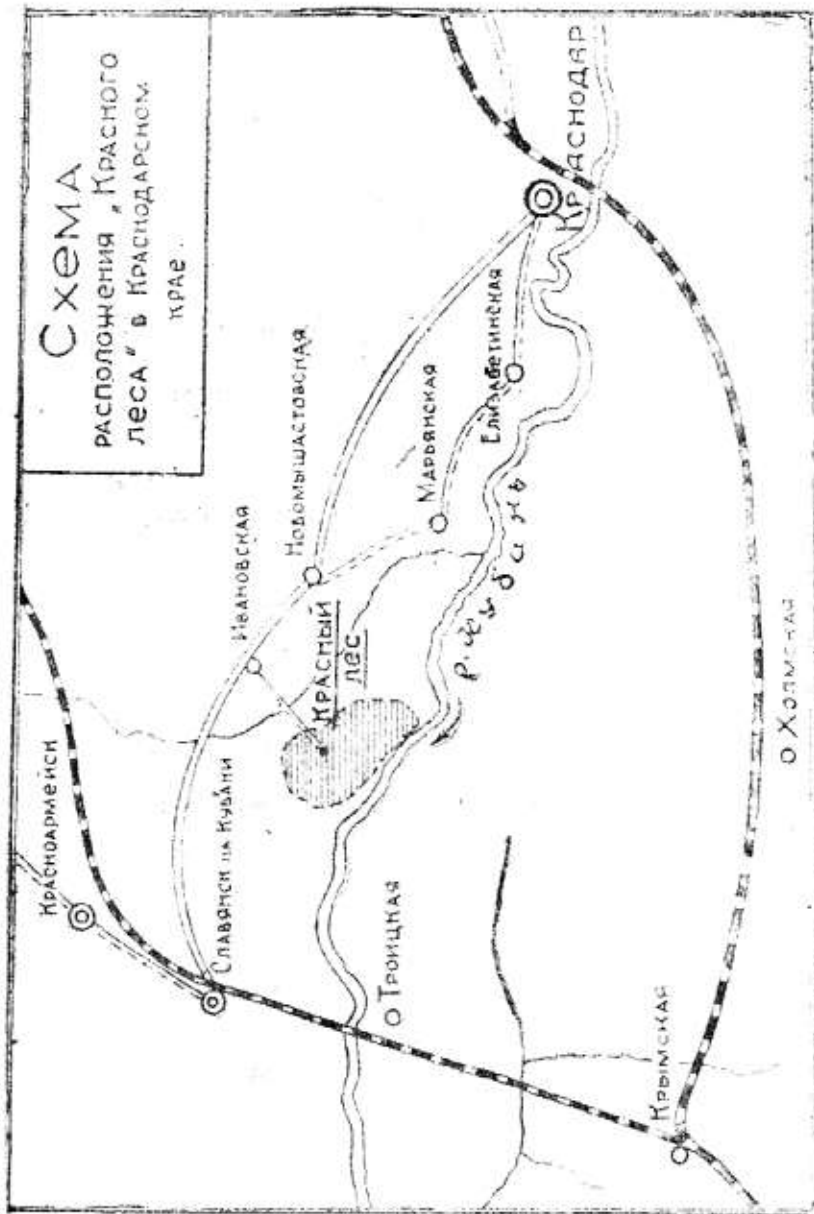 Схема
расположения „Красного
леса" в Краснодарском
крае.
Красноармейск
Славянск на Кубани
Ивановская
Новомышастовская
Красный
лес
Марьянская
Елизаветинская
Краснодар
р. Кубань
Троицкая
Крымская
Холмская